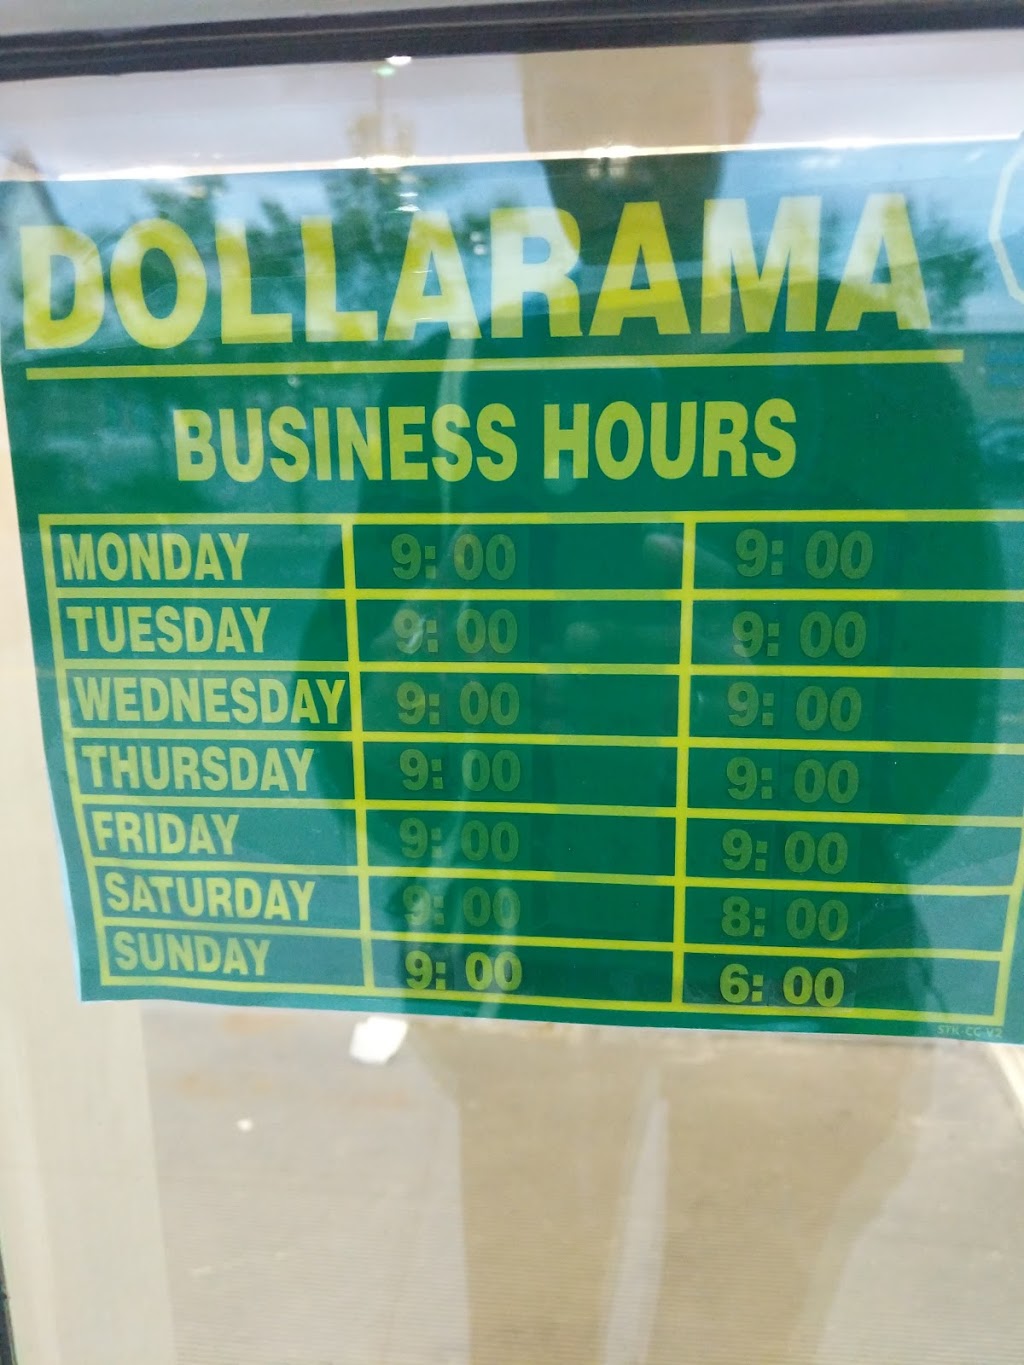 DOLLARAMA
BUSINESS HOURS
MONDAY 9: 00 9: 00
TUESDAY 9: 00 9: 00
WEDNESDAY 9: 00 9: 00
THURSDAY 9: 00 9: 00
FRIDAY 9: 00 9: 00
SATURDAY 9: 00 8: 00
SUNDAY 9: 00 6: 00